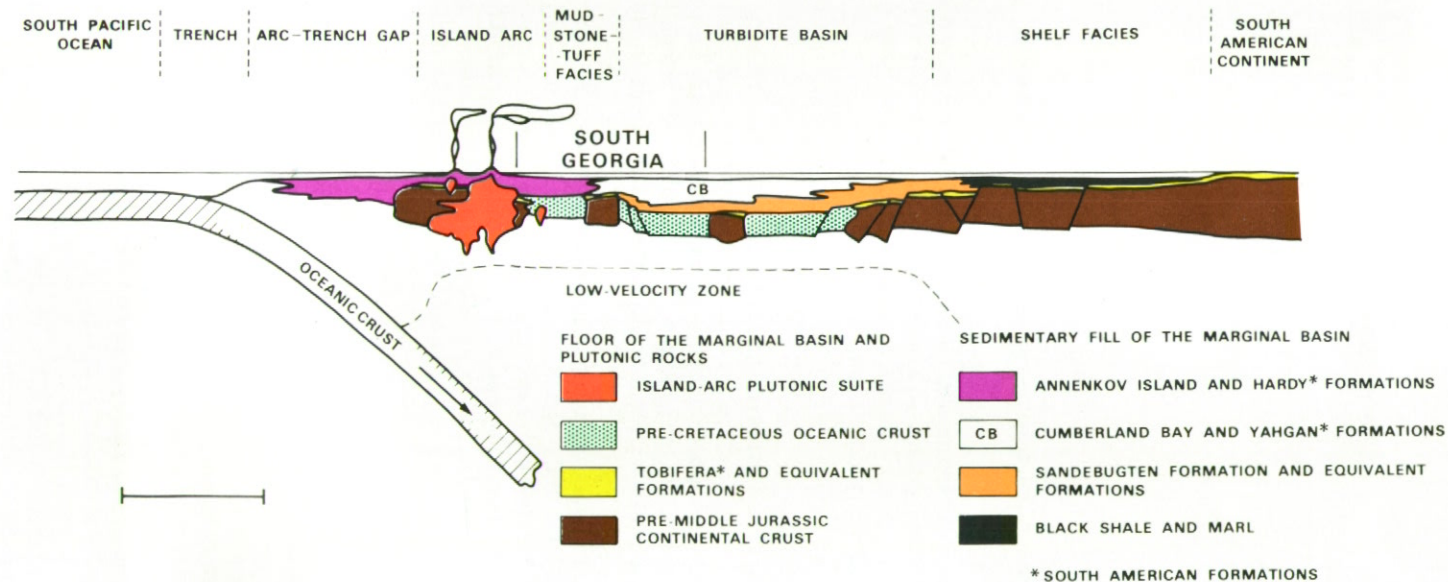 SOUTH PACIFIC
OCEAN
TRENCH
ARC-TRENCH GAP
ISLAND ARC
MUD-
STONE-
-TUFF
FACIES
TURBIDITE BASIN
SHELF FACIES
SOUTH
AMERICAN
CONTINENT
SOUTH
GEORGIA
CB
OCEANIC CRUST
LOW-VELOCITY ZONE
FLOOR OF THE MARGINAL BASIN AND
PLUTONIC ROCKS
ISLAND-ARC PLUTONIC SUITE
PRE-CRETACEOUS OCEANIC CRUST
TOBIFERA* AND EQUIVALENT
FORMATIONS
PRE-MIDDLE JURASSIC
CONTINENTAL CRUST
SEDIMENTARY FILL OF THE MARGINAL BASIN
ANNENKOV ISLAND AND HARDY* FORMATIONS
CB CUMBERLAND BAY AND YAHGAN* FORMATIONS
SANDEBUGTEN FORMATION AND EQUIVALENT
FORMATIONS
BLACK SHALE AND MARL
*SOUTH AMERICAN FORMATIONS